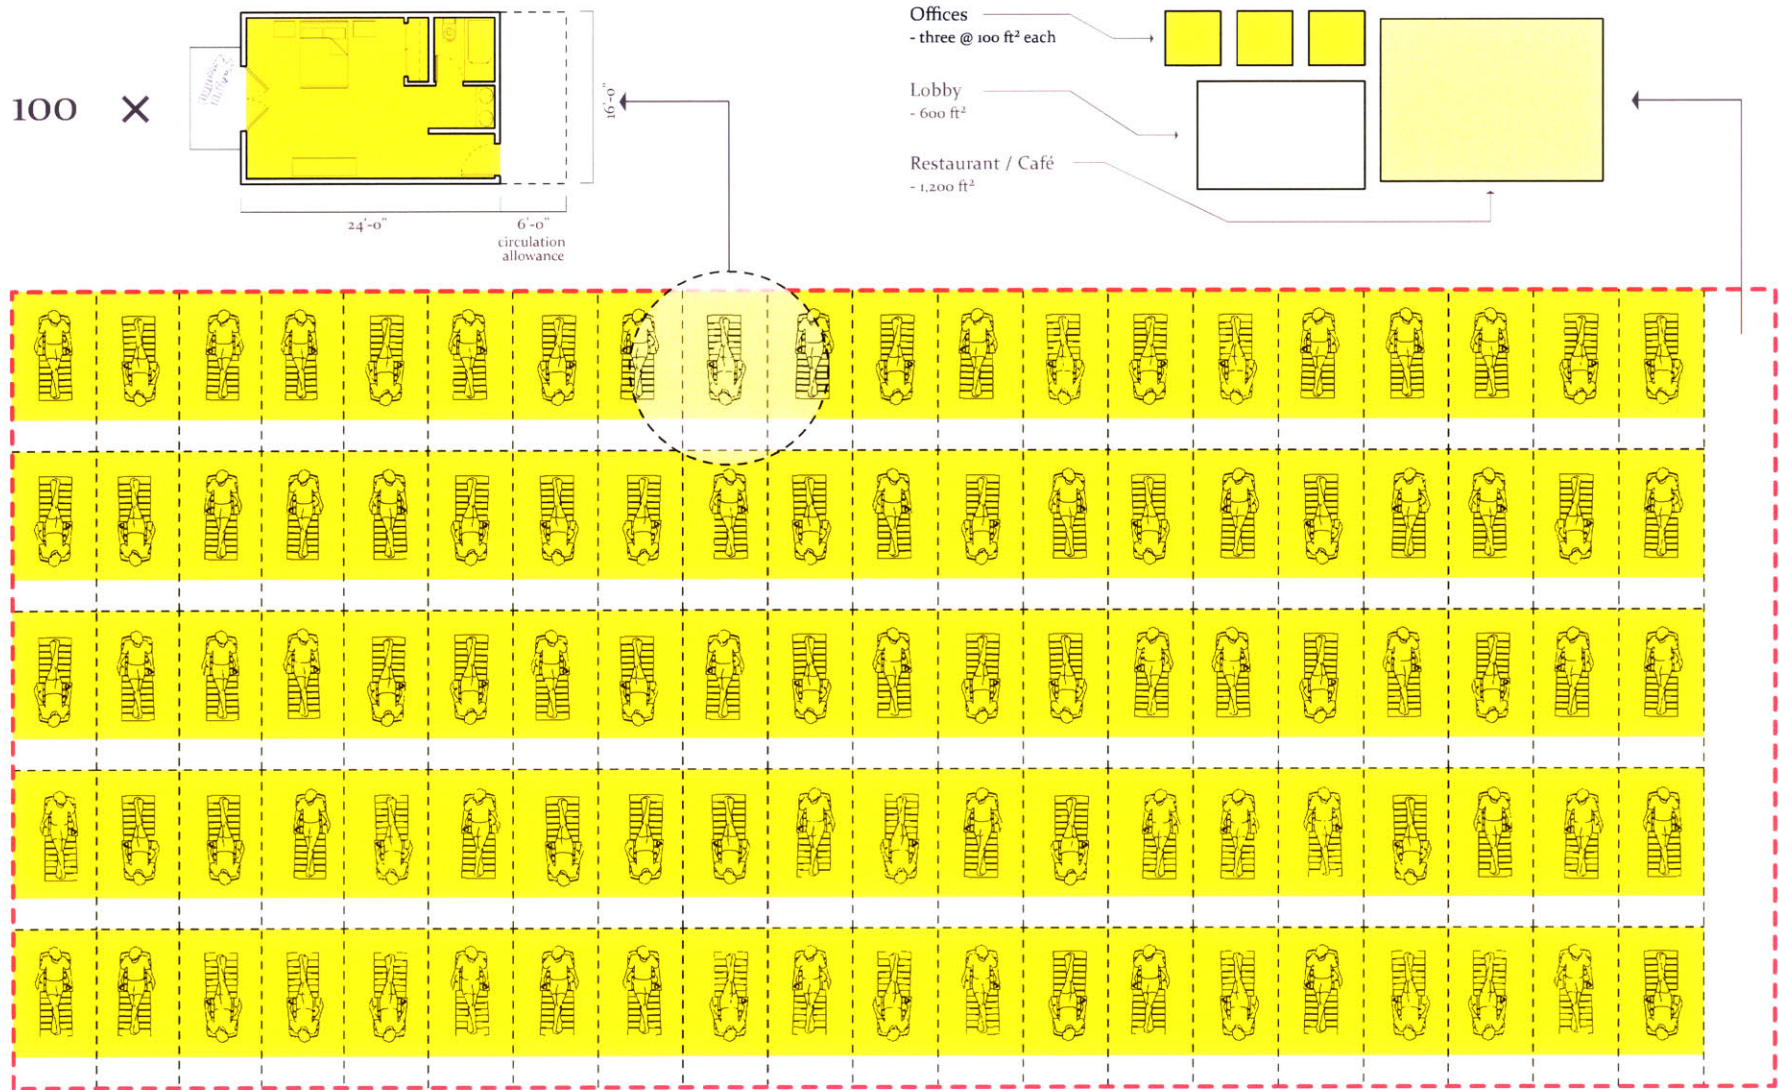 100 ×
16'-0"
24'-0"
6'-0"
circulation
allowance
Offices
- three @ 100 ft² each
Lobby
- 600 ft²
Restaurant / Café
- 1,200 ft²